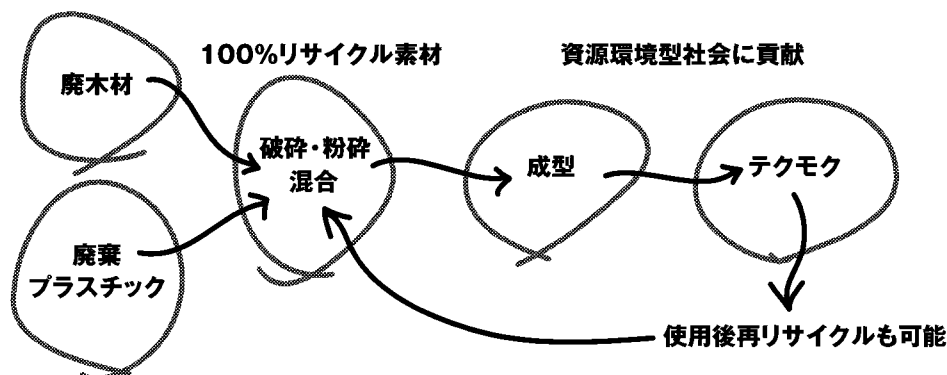 100%リサイクル素材
資源環境型社会に貢献
廃木材
破砕・粉砕
混合
成型
テクモク
廃棄
プラスチック
使用後再リサイクルも可能